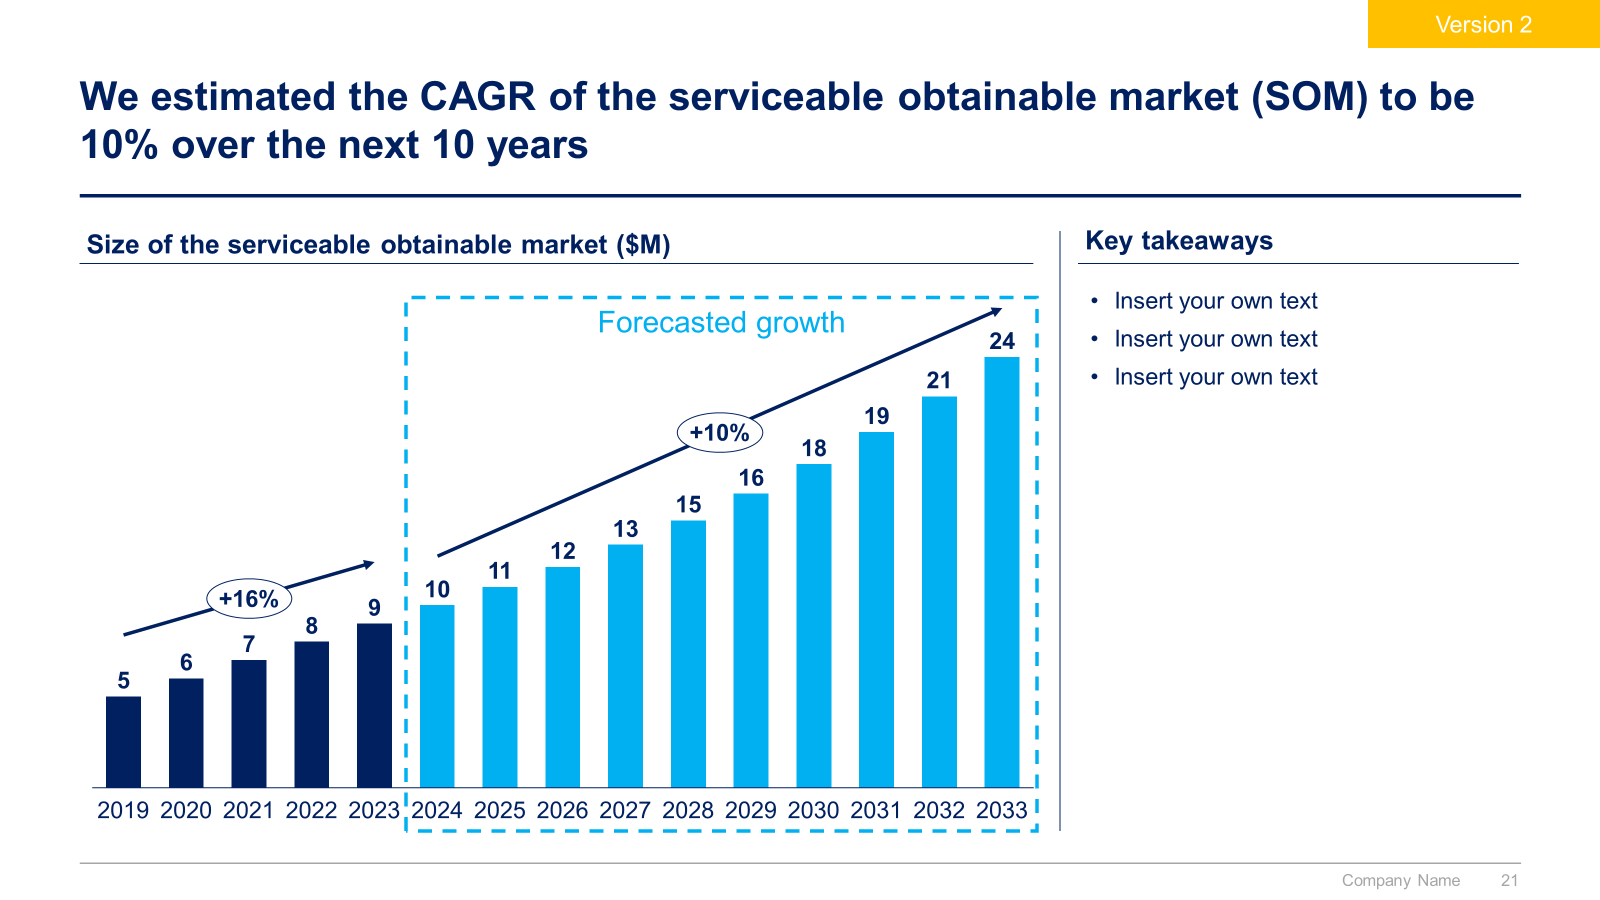 Version 2
We estimated the CAGR of the serviceable obtainable market (SOM) to be
10% over the next 10 years
Size of the serviceable obtainable market ($M)
Forecasted growth
+16%
+10%
5 6 7 8 9 10 11 12 13 15 16 18 19 21 24
2019 2020 2021 2022 2023 2024 2025 2026 2027 2028 2029 2030 2031 2032 2033
Key takeaways
• Insert your own text
• Insert your own text
• Insert your own text
Company Name 21